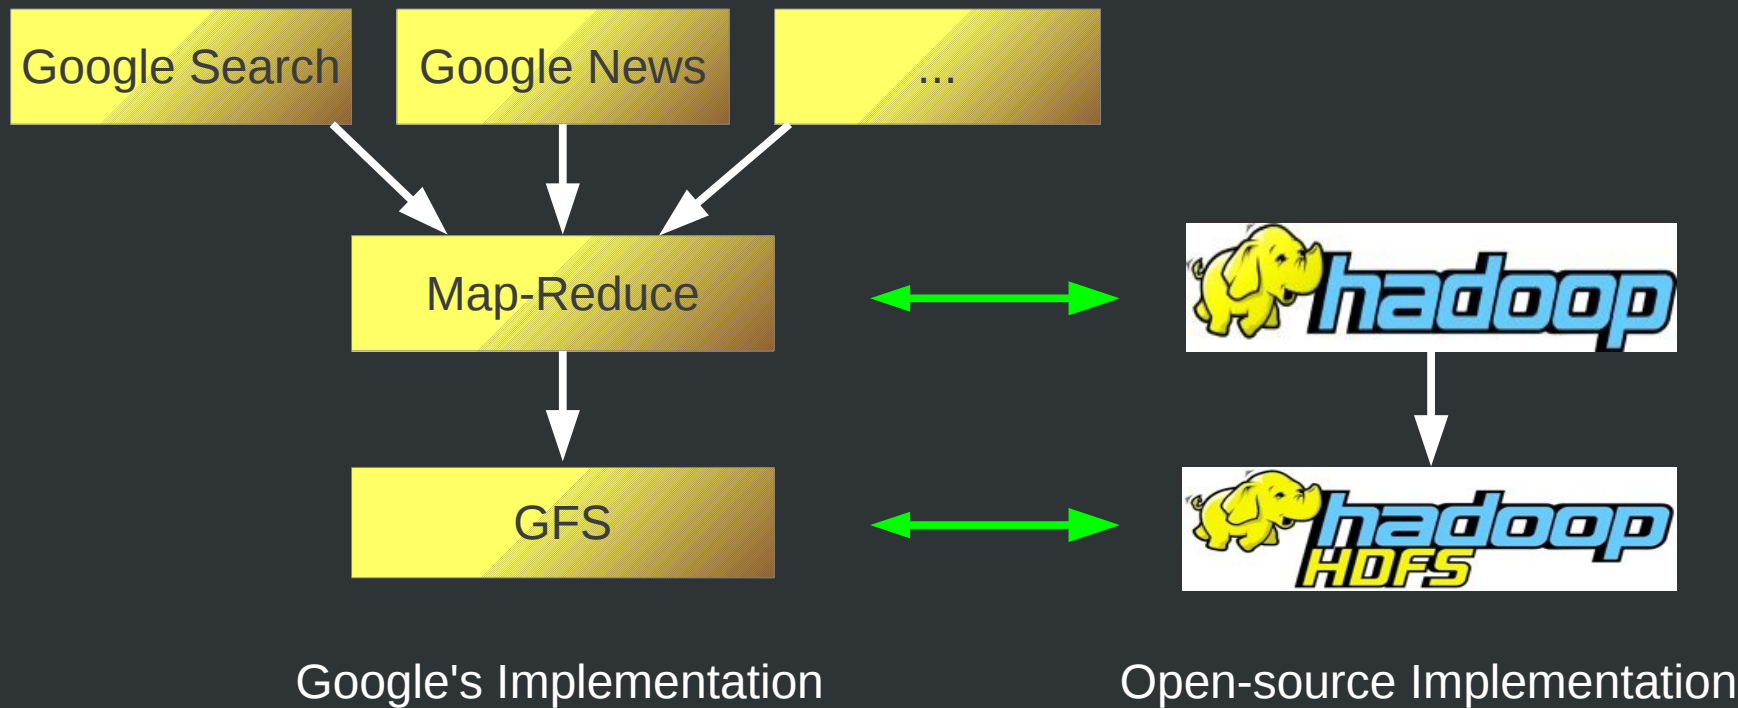 Google Search
Google News
...
Map-Reduce
hadoop
GFS
hadoop
HDFS
Google's Implementation
Open-source Implementation